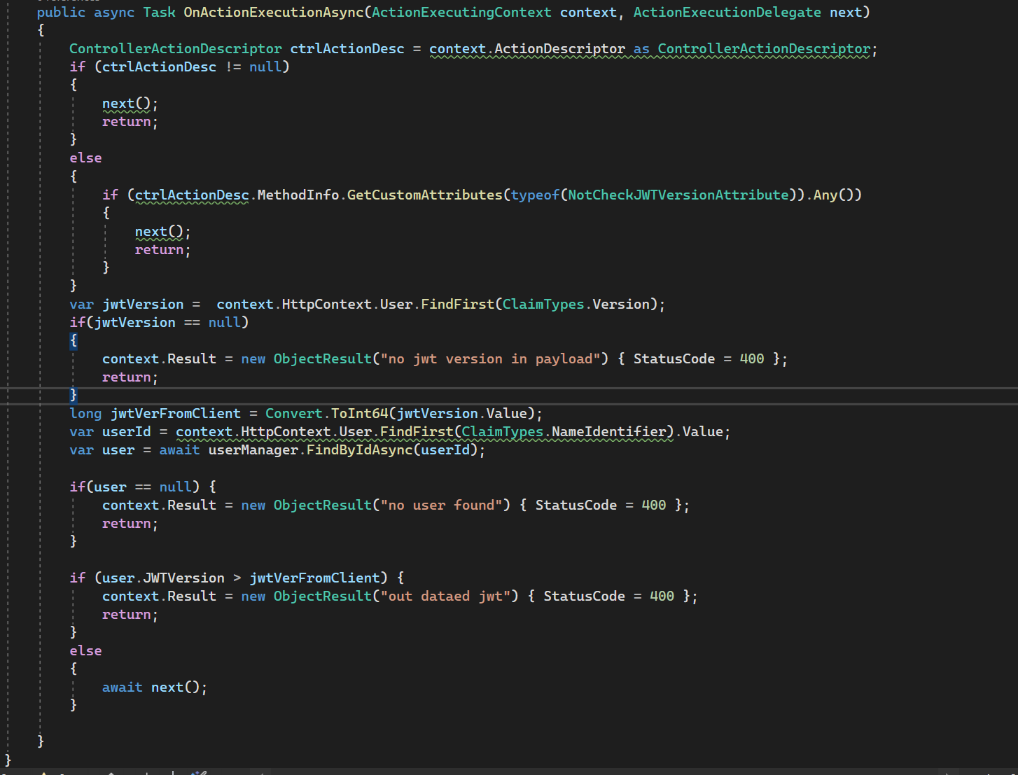 public async Task OnActionExecutionAsync(ActionExecutingContext context, ActionExecutionDelegate next)
{
ControllerActionDescriptor ctrlActionDesc = context.ActionDescriptor as ControllerActionDescriptor;
if (ctrlActionDesc != null)
{
next();
return;
}
else
{
if (ctrlActionDesc.MethodInfo.GetCustomAttributes(typeof(NotCheckJWTVersionAttribute)).Any())
{
next();
return;
}
}
var jwtVersion =  context.HttpContext.User.FindFirst(ClaimTypes.Version);
if(jwtVersion == null)
{
context.Result = new ObjectResult("no jwt version in payload") { StatusCode = 400 };
return;
}
long jwtVerFromClient = Convert.ToInt64(jwtVersion.Value);
var userId = context.HttpContext.User.FindFirst(ClaimTypes.NameIdentifier).Value;
var user = await userManager.FindByIdAsync(userId);
if(user == null) {
context.Result = new ObjectResult("no user found") { StatusCode = 400 };
return;
}
if (user.JWTVersion > jwtVerFromClient) {
context.Result = new ObjectResult("out dataed jwt") { StatusCode = 400 };
return;
}
else
{
await next();
}
}
}